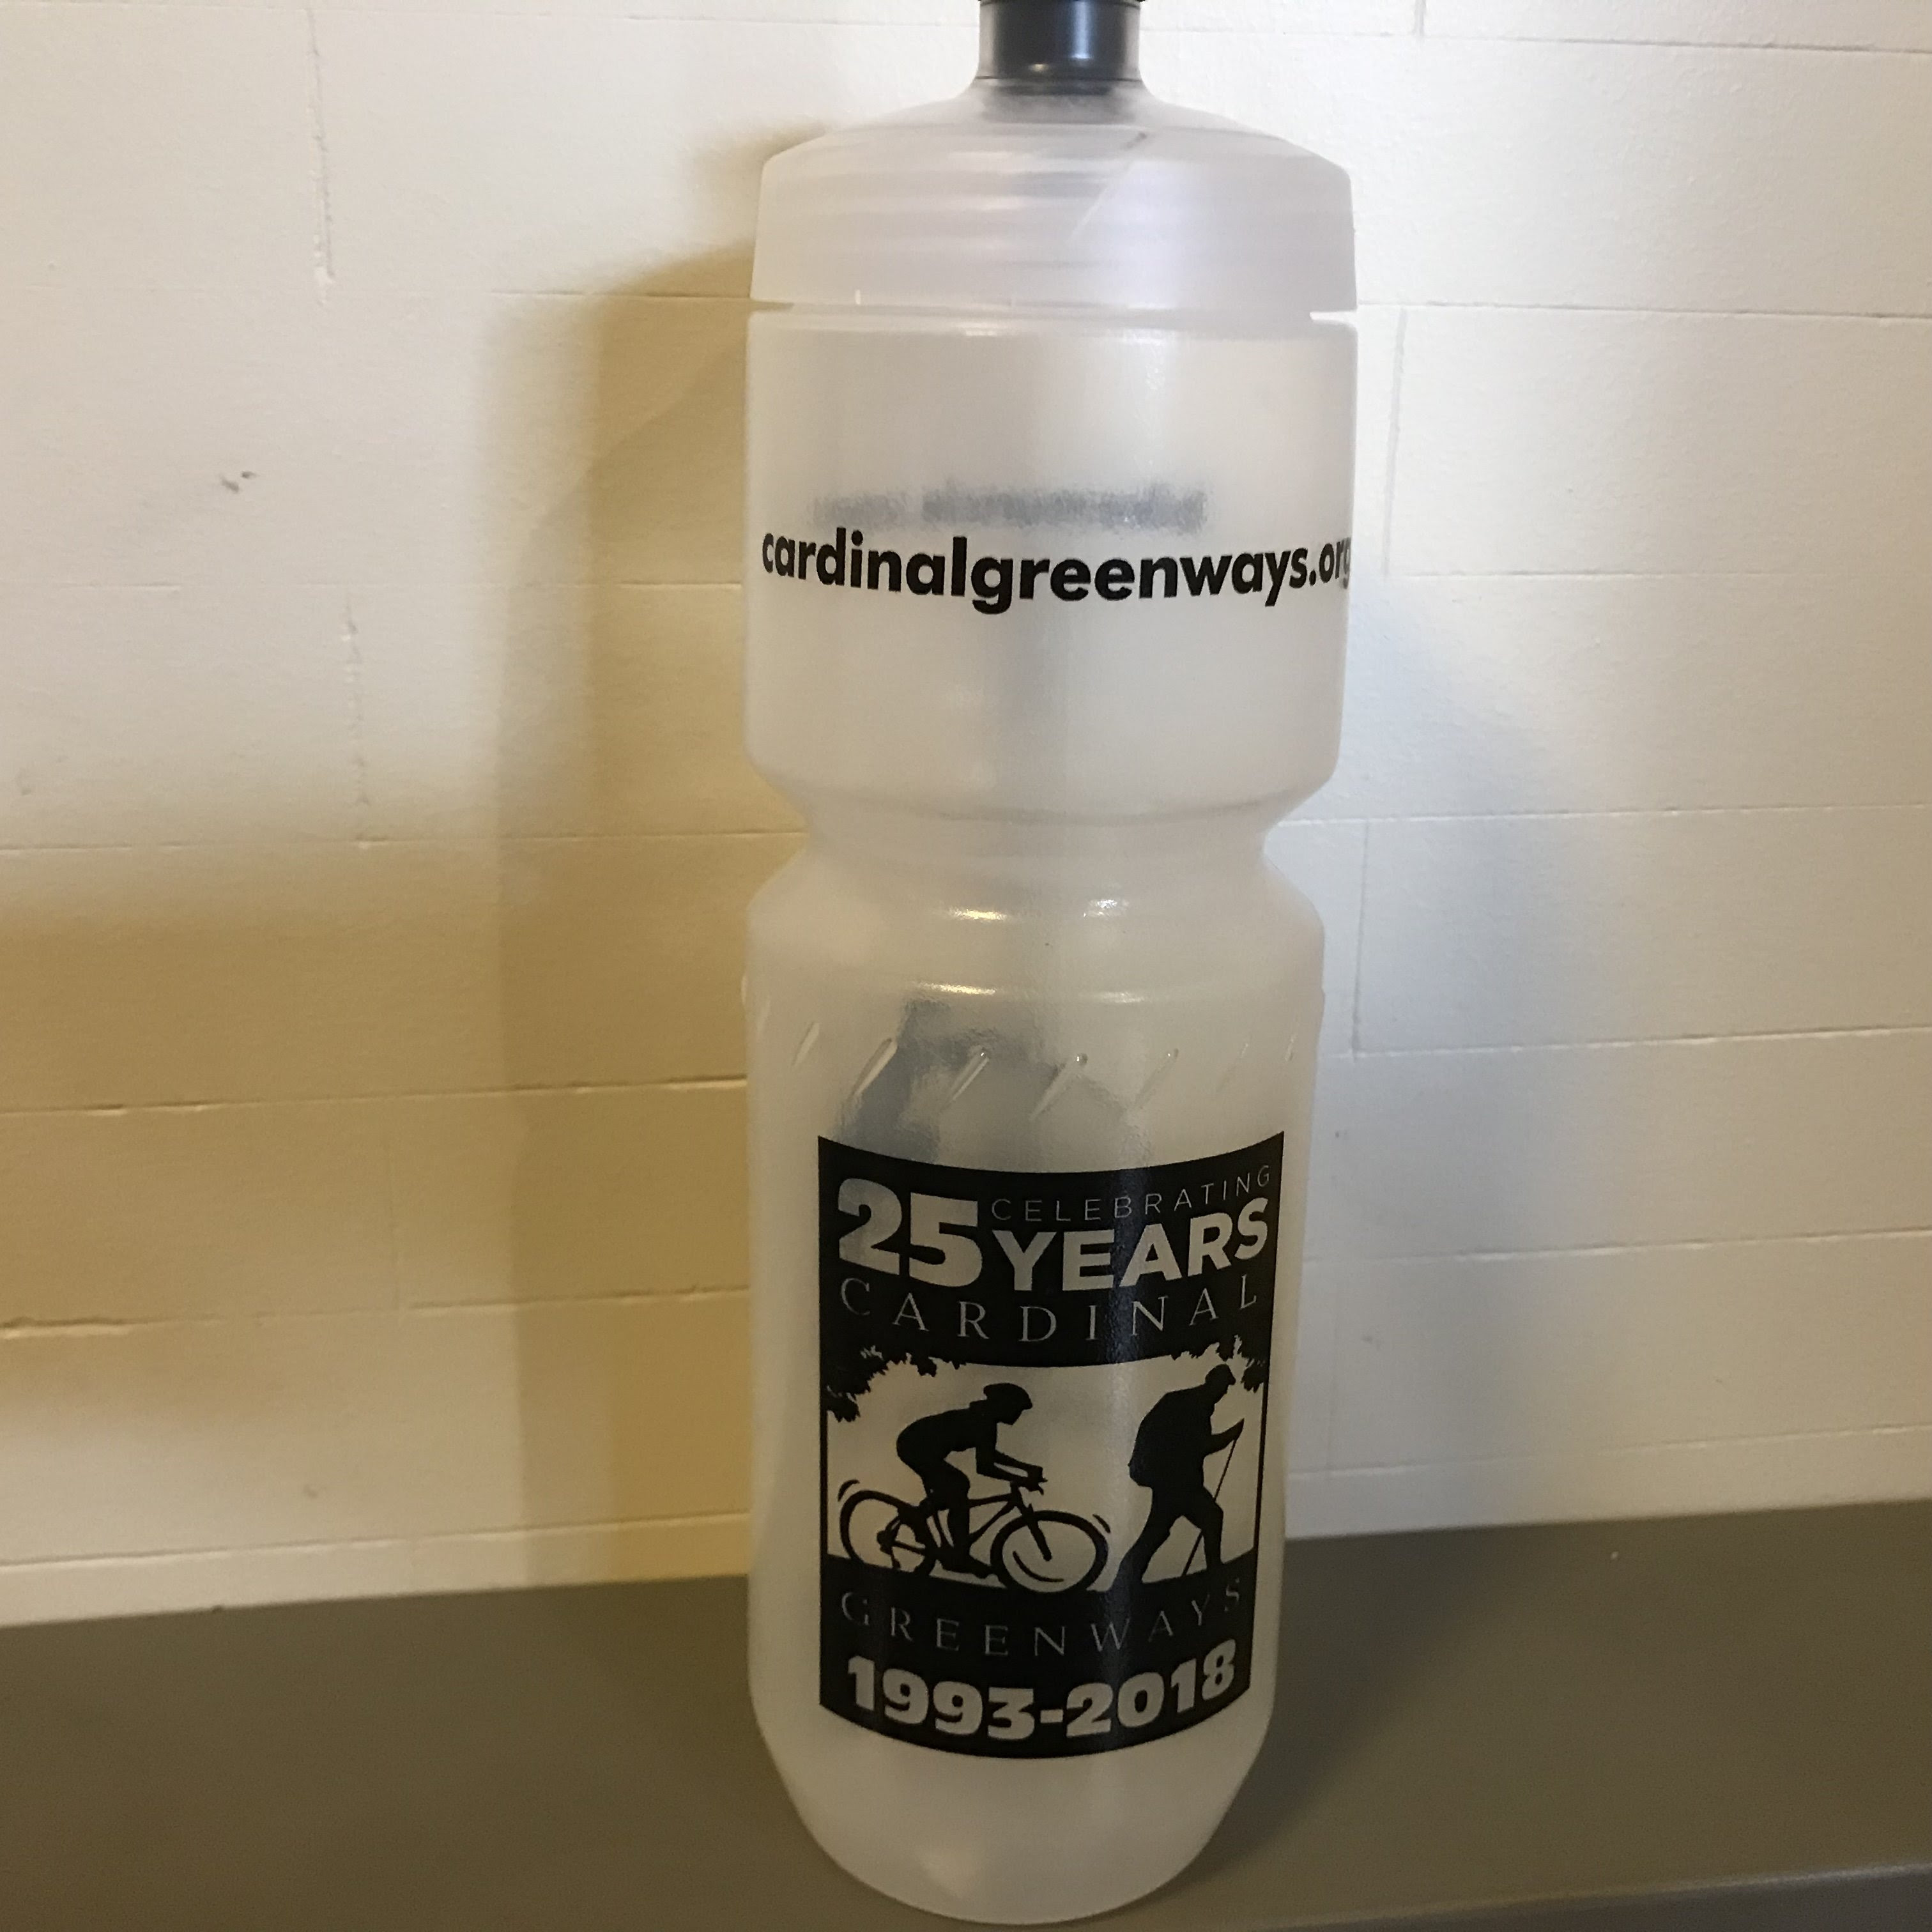 cardinalgreenways.org
CELEBRATING
25 YEARS
CARDINAL
GREENWAYS
1993-2018